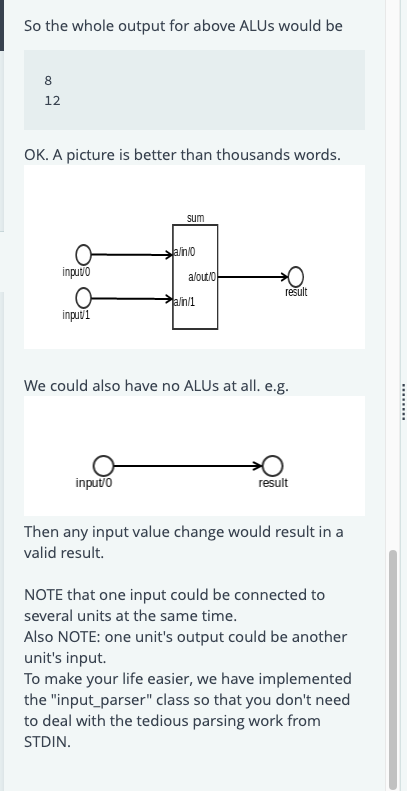 So the whole output for above ALUs would be
8
12
OK. A picture is better than thousands words.
sum
a/in/0
input/0
a/out/0
result
a/in/1
input/1
We could also have no ALUs at all. e.g.
input/0
result
Then any input value change would result in a
valid result.
NOTE that one input could be connected to
several units at the same time.
Also NOTE: one unit's output could be another
unit's input.
To make your life easier, we have implemented
the "input_parser" class so that you don't need
to deal with the tedious parsing work from
STDIN.